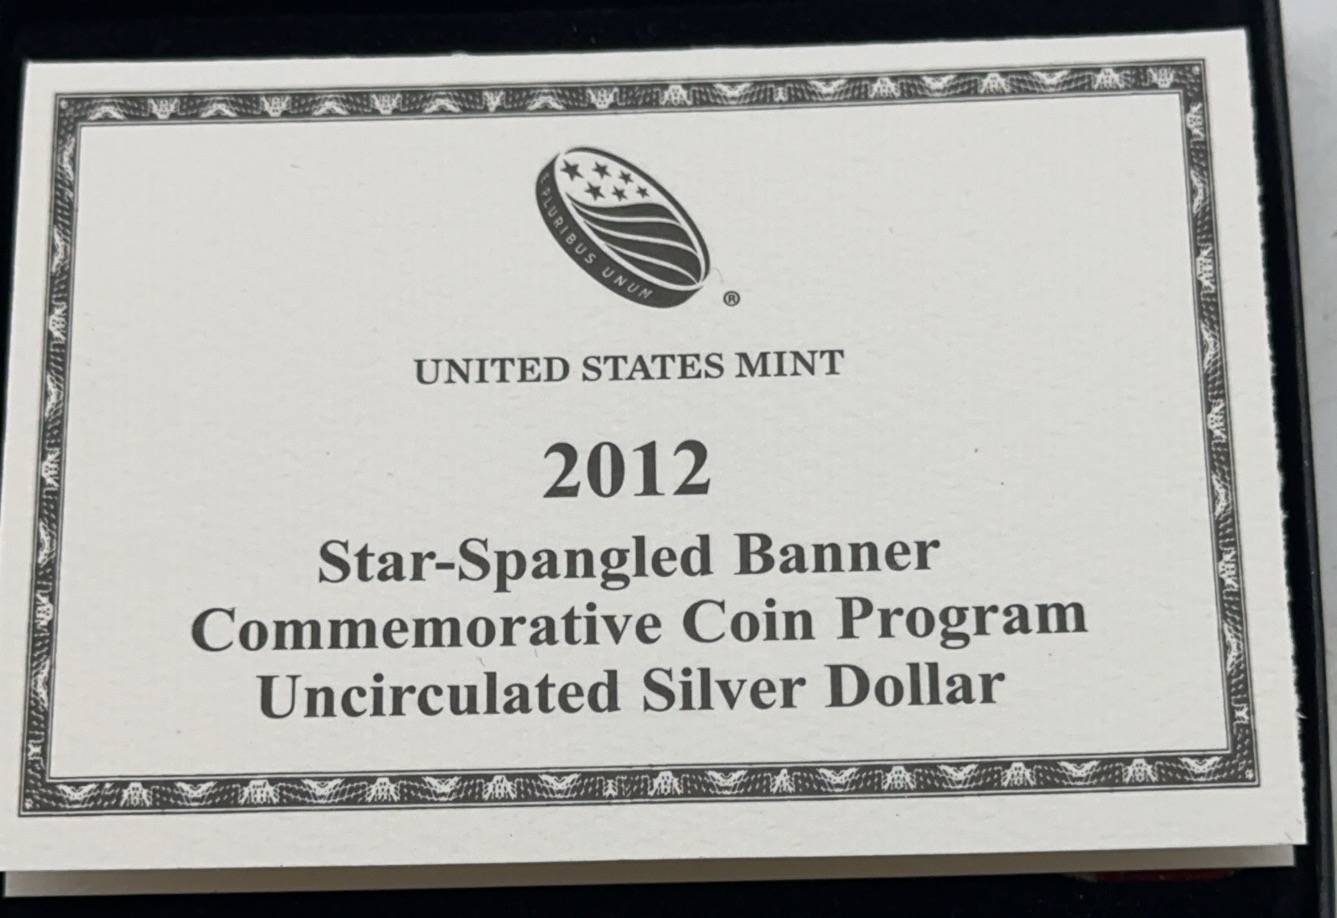 E PLURIBUS UNUM
®
UNITED STATES MINT
2012
Star-Spangled Banner
Commemorative Coin Program
Uncirculated Silver Dollar